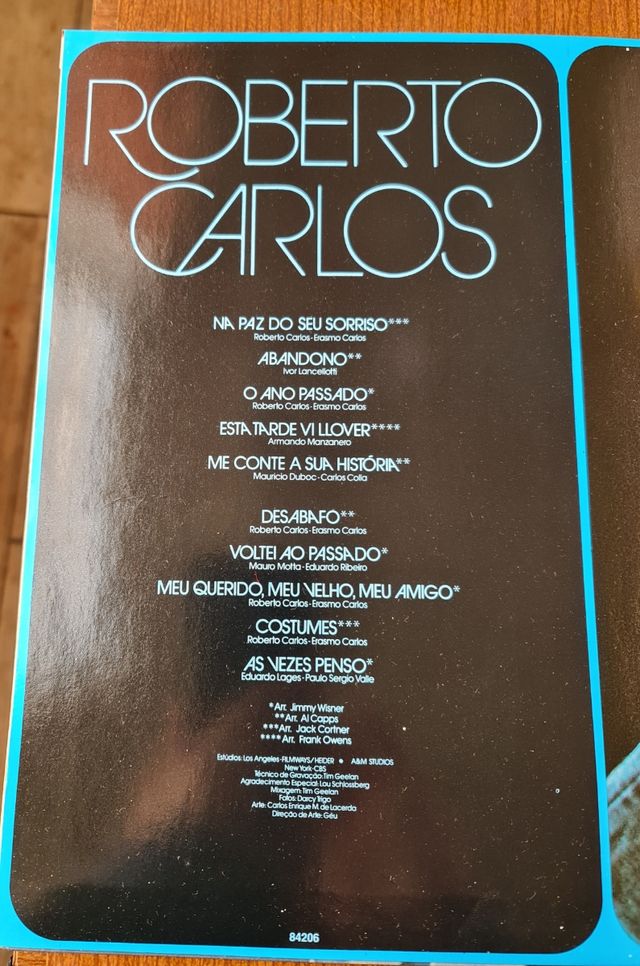 ROBERTO
CARLOS
NA PAZ DO SEU SORRISO***
Roberto Carlos-Erasmo Carlos
ABANDONO**
Ivor Lancellotti
O ANO PASSADO*
Roberto Carlos-Erasmo Carlos
ESTA TARDE VI LLOVER****
Armando Manzanero
ME CONTE A SUA HISTÓRIA**
Mauricio Duboc-Carlos Colla
DESABAFO**
Roberto Carlos-Erasmo Carlos
VOLTEI AO PASSADO*
Mauro Motta-Eduardo Ribeiro
MEU QUERIDO, MEU VELHO, MEU AMIGO*
Roberto Carlos-Erasmo Carlos
COSTUMES***
Roberto Carlos-Erasmo Carlos
AS VEZES PENSO*
Eduardo Lages-Paulo Sergio Valle
*Arr. Jimmy Wisner
**Arr. Al Capps
***Arr. Jack Cortner
****Arr. Frank Owens
Estúdios: Los Angeles-FILMWAYS/HEIDER • A&M STUDIOS
New York-CBS
Técnico de Gravação: Tim Geelan
Agradecimento Especial: Lou Schlossberg
Mixagem: Tim Geelan
Fotos: Darcy Trigo
Arte: Carlos Enrique M. de Lacerda
Direção de Arte: Géu
84206